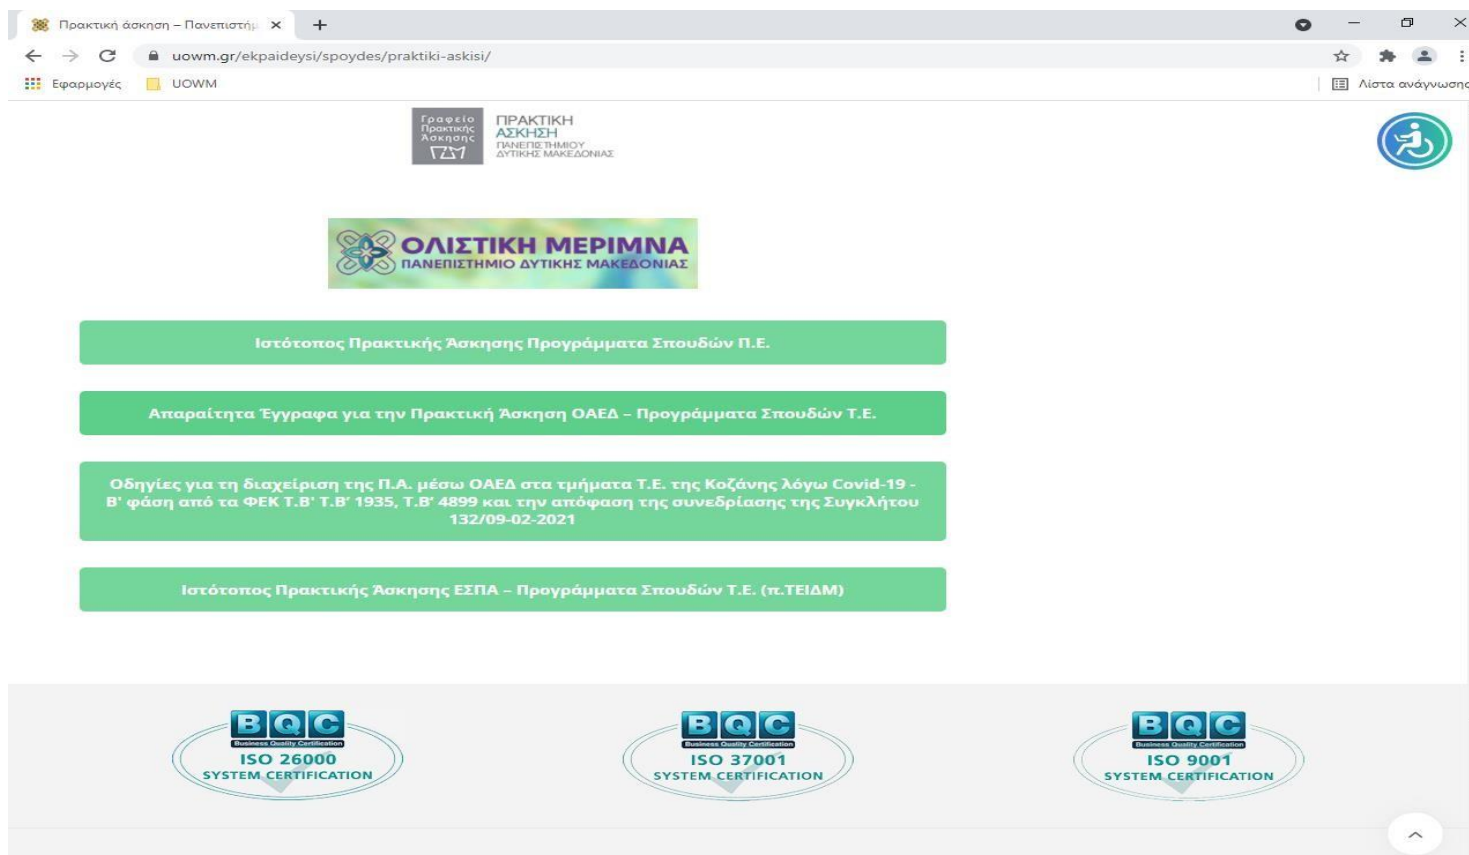 Πρακτική άσκηση – Πανεπιστήμ
uowm.gr/ekpaideysi/spoydes/praktiki-askisi/
Εφαρμογές
UOWM
Λίστα ανάγνωσης
Γραφείο
Πρακτικής
Άσκησης
ΠΡΑΚΤΙΚΗ
ΑΣΚΗΣΗ
ΠΑΝΕΠΙΣΤΗΜΙΟΥ
ΔΥΤΙΚΗΣ ΜΑΚΕΔΟΝΙΑΣ
ΟΛΙΣΤΙΚΗ ΜΕΡΙΜΝΑ
ΠΑΝΕΠΙΣΤΗΜΙΟ ΔΥΤΙΚΗΣ ΜΑΚΕΔΟΝΙΑΣ
Ιστότοπος Πρακτικής Άσκησης Προγράμματα Σπουδών Π.Ε.
Απαραίτητα Έγγραφα για την Πρακτική Άσκηση ΟΑΕΔ – Προγράμματα Σπουδών Τ.Ε.
Οδηγίες για τη διαχείριση της Π.Α. μέσω ΟΑΕΔ στα τμήματα Τ.Ε. της Κοζάνης λόγω Covid-19 -
Β' φάση από τα ΦΕΚ Τ.Β' Τ.Β' 1935, Τ.Β' 4899 και την απόφαση της συνεδρίασης της Συγκλήτου
132/09-02-2021
Ιστότοπος Πρακτικής Άσκησης ΕΣΠΑ – Προγράμματα Σπουδών Τ.Ε. (π.ΤΕΙΔΜ)
BQC
Business Quality Certification
ISO 26000
SYSTEM CERTIFICATION
BQC
Business Quality Certification
ISO 37001
SYSTEM CERTIFICATION
BQC
Business Quality Certification
ISO 9001
SYSTEM CERTIFICATION